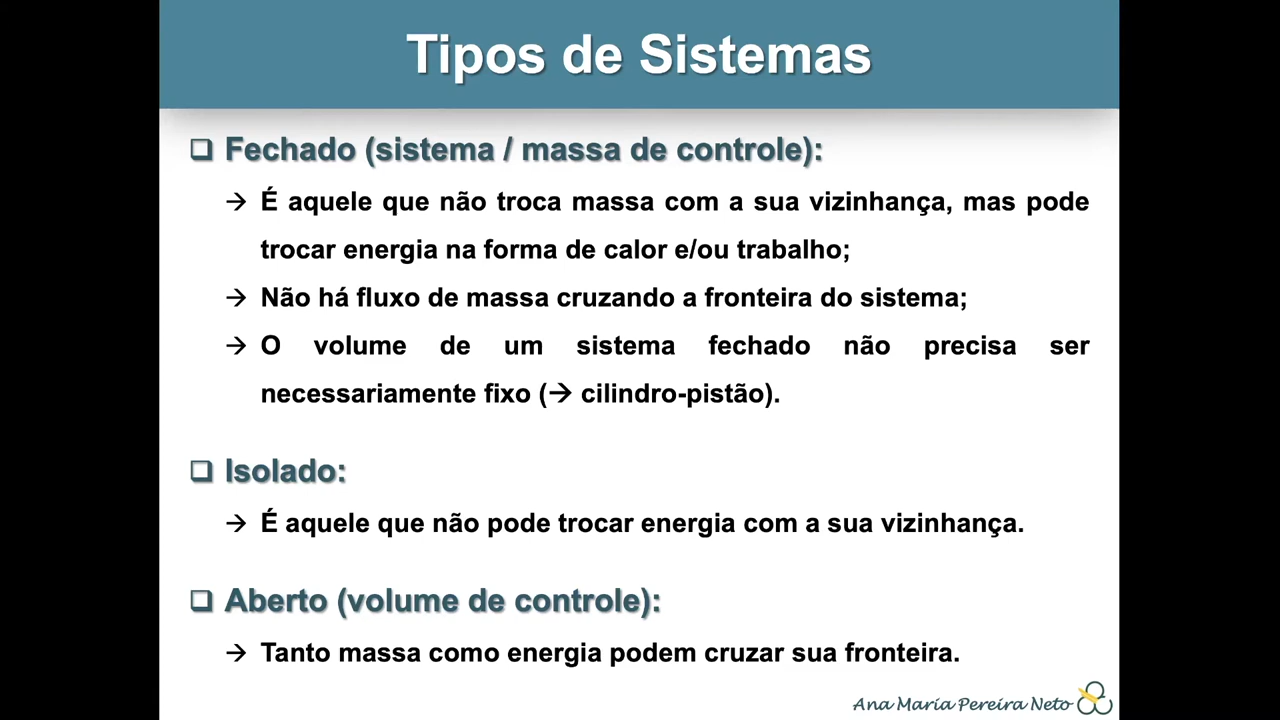 Tipos de Sistemas
❑ Fechado (sistema / massa de controle):
→ É aquele que não troca massa com a sua vizinhança, mas pode
trocar energia na forma de calor e/ou trabalho;
→ Não há fluxo de massa cruzando a fronteira do sistema;
→ O volume de um sistema fechado não precisa ser
necessariamente fixo (→ cilindro-pistão).
❑ Isolado:
→ É aquele que não pode trocar energia com a sua vizinhança.
❑ Aberto (volume de controle):
→ Tanto massa como energia podem cruzar sua fronteira.
Ana Maria Pereira Neto